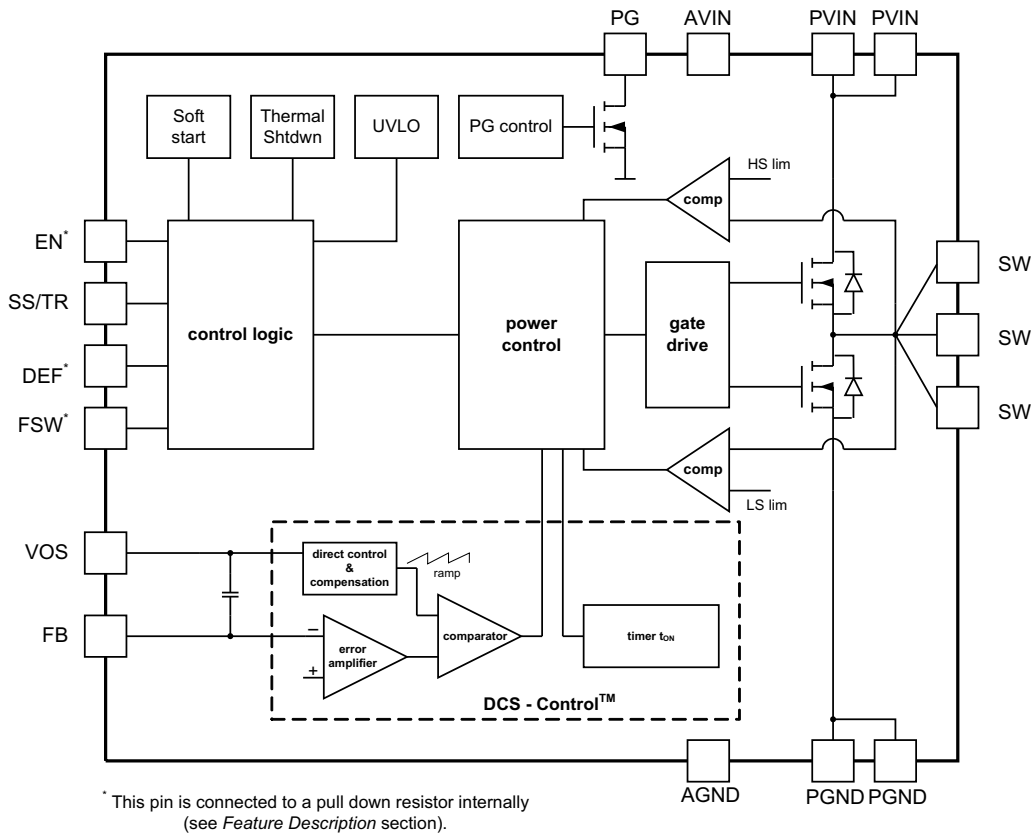 PG AVIN PVIN PVIN
Soft
start
Thermal
Shtdwn
UVLO
PG control
HS lim
comp
EN*
SS/TR
DEF*
FSW*
control logic
power
control
gate
drive
SW
SW
SW
comp
LS lim
VOS
FB
direct control
&
compensation
ramp
error
amplifier
− +
comparator
timer tON
DCS - Control™
AGND PGND PGND
* This pin is connected to a pull down resistor internally
(see Feature Description section).